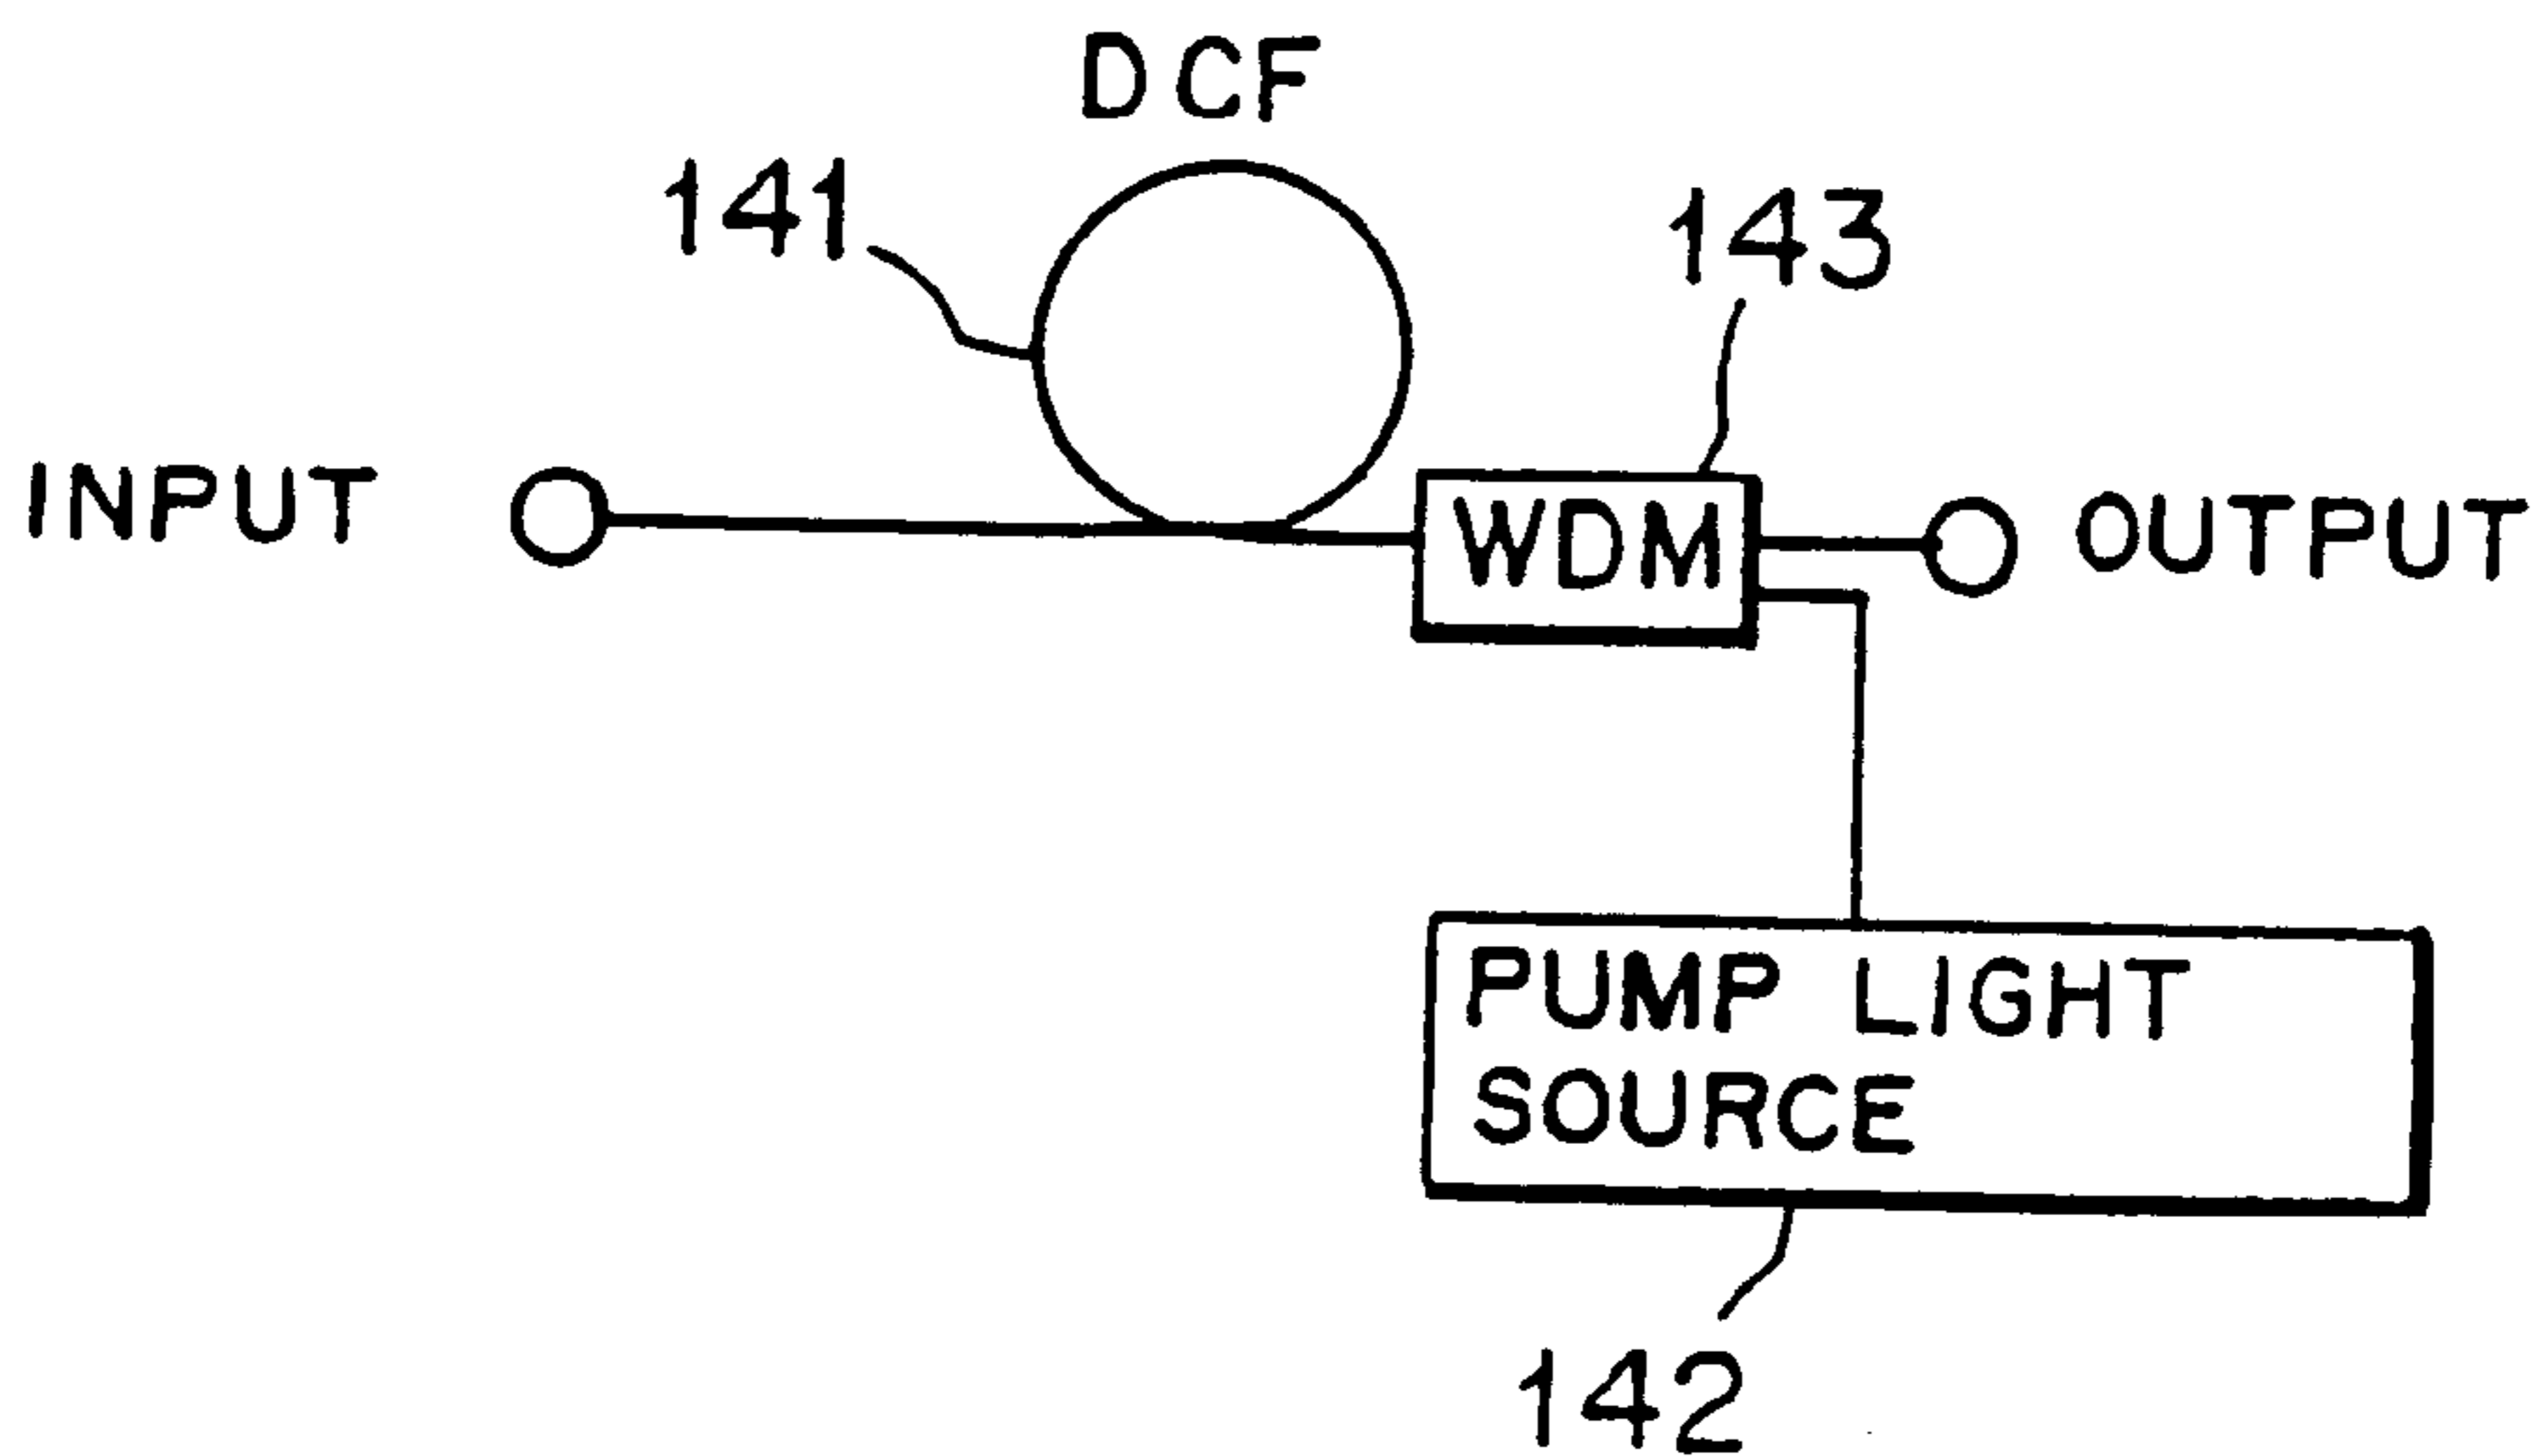 DCF
141
143
INPUT
WDM
OUTPUT
PUMP LIGHT
SOURCE
142